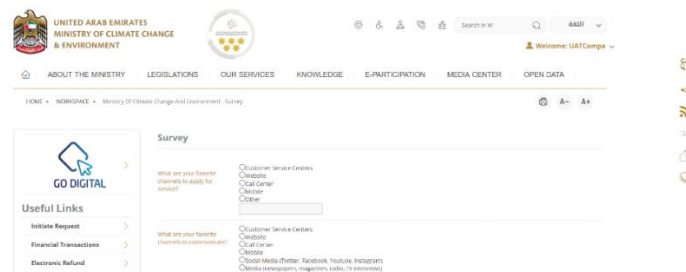 UNITED ARAB EMIRATES
MINISTRY OF CLIMATE CHANGE
& ENVIRONMENT
Search in W
اللغة
Welcome: UATCompa
ABOUT THE MINISTRY LEGISLATIONS OUR SERVICES KNOWLEDGE E-PARTICIPATION MEDIA CENTER OPEN DATA
HOME WORKSPACE Ministry Of Climate Change And Environment - Survey
A- A+
GO DIGITAL
Useful Links
Initiate Request
Financial Transactions
Electronic Refund
Survey
What are your favorite
channels to apply for
service?
Customer Service Centers
Website
Call Center
Mobile
Other
What are your favorite
channels to communicate?
Customer Service Centers
Website
Call Center
Mobile
Social Media (Twitter, Facebook, Youtube, Instagram)
Media (newspapers, magazines, radio, TV interviews)